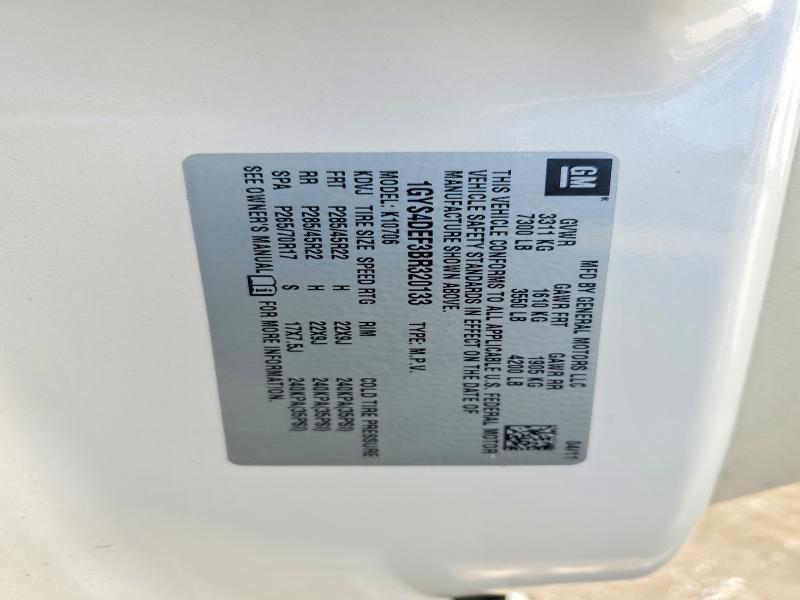 GM ®
MFD BY GENERAL MOTORS LLC 04/11
GVWR GAWR FRT GAWR RR
3311 KG 1610 KG 1905 KG
7300 LB 3550 LB 4200 LB
THIS VEHICLE CONFORMS TO ALL APPLICABLE U.S. FEDERAL MOTOR
VEHICLE SAFETY STANDARDS IN EFFECT ON THE DATE OF
MANUFACTURE SHOWN ABOVE.
1GYS4DEF3BR320133 TYPE: M.P.V.
MODEL: K10706
KDVJ TIRE SIZE SPEED RTG RIM COLD TIRE PRESSURE
FRT P285/45R22 H 22X9J 240KPA(35PSI)
RR P285/45R22 H 22X9J 240KPA(35PSI)
SPA P265/70R17 S 17X7.5J 240KPA(35PSI)
SEE OWNER'S MANUAL FOR MORE INFORMATION.